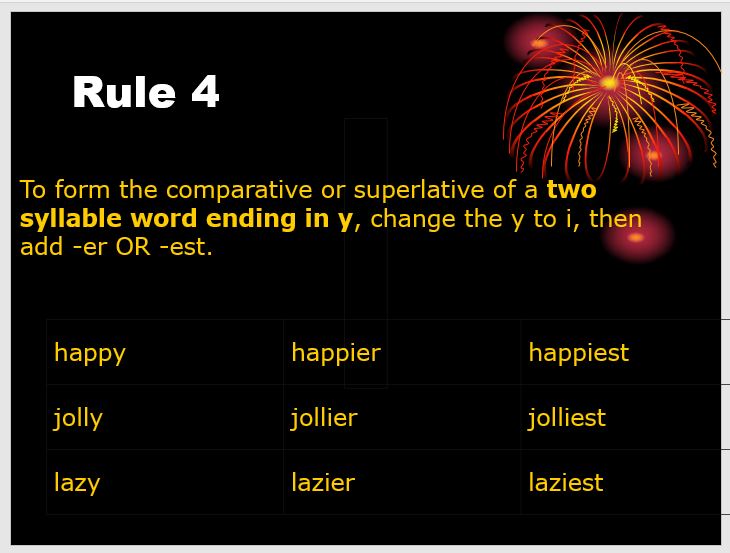 Rule 4
To form the comparative or superlative of a two
syllable word ending in y, change the y to i, then
add -er OR -est.
happy happier happiest
jolly jollier jolliest
lazy lazier laziest